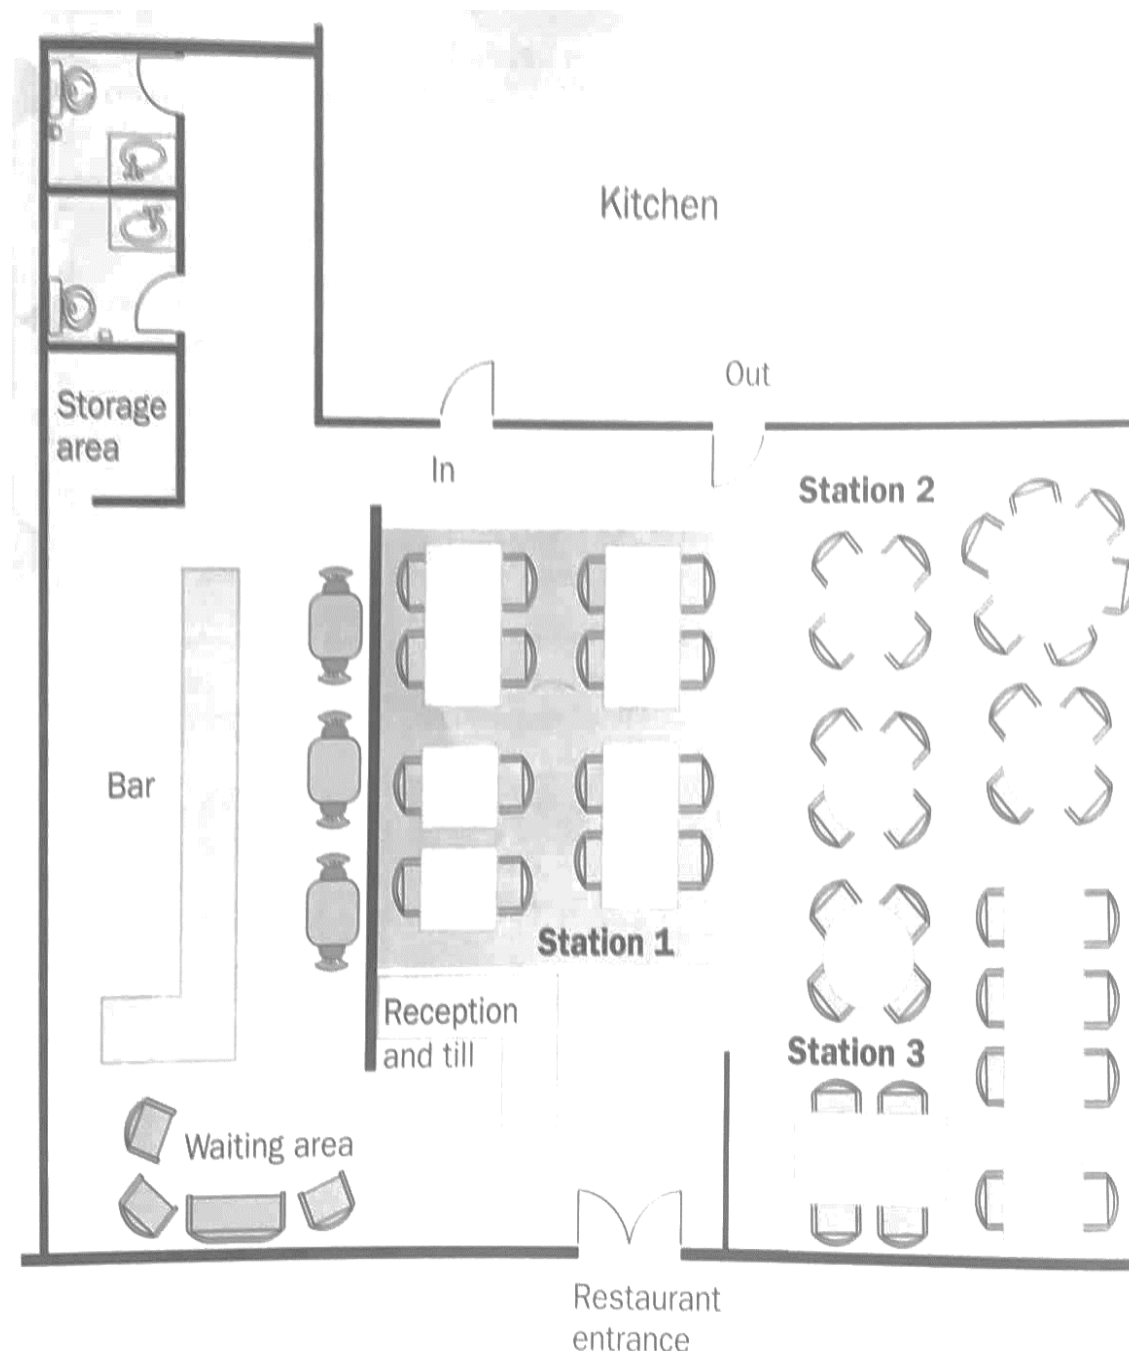 Kitchen
Out
Storage
area
In
Station 2
Bar
Station 1
Reception
and till
Station 3
Waiting area
Restaurant
entrance